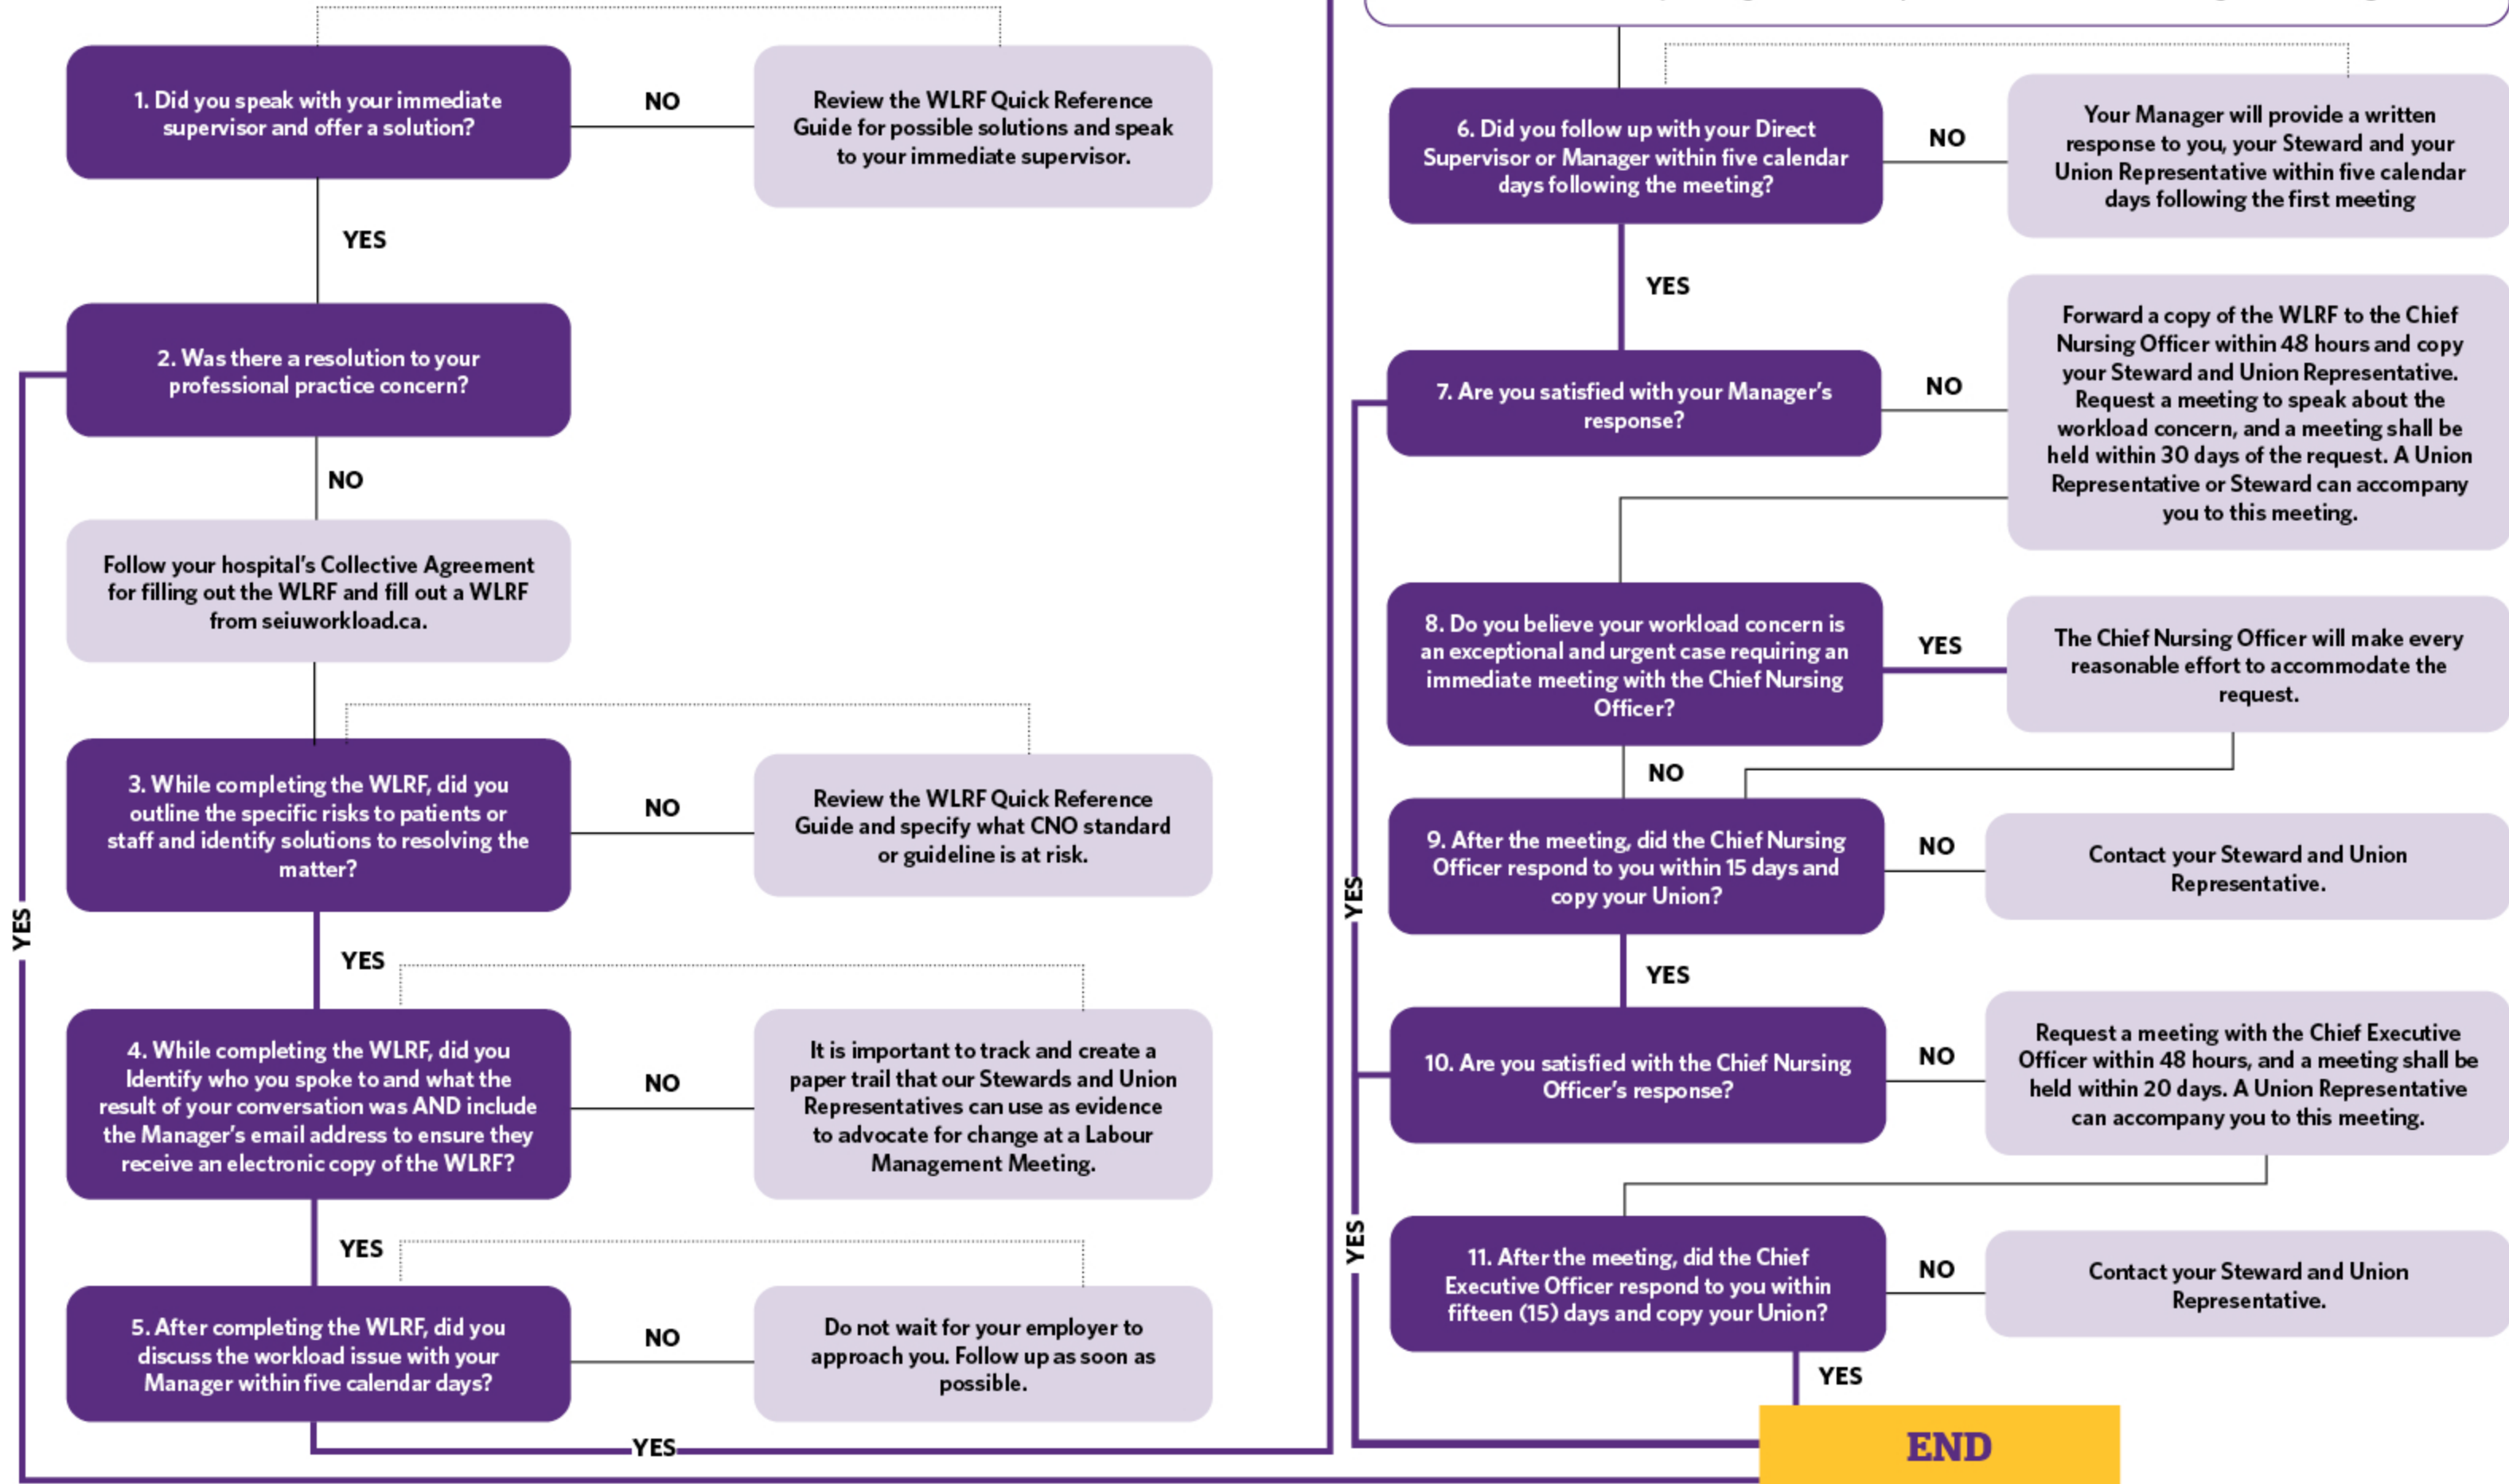 1. Did you speak with your immediate
supervisor and offer a solution?
NO
Review the WLRF Quick Reference
Guide for possible solutions and speak
to your immediate supervisor.
YES
2. Was there a resolution to your
professional practice concern?
NO
Follow your hospital's Collective Agreement
for filling out the WLRF and fill out a WLRF
from seiuworkload.ca.
3. While completing the WLRF, did you
outline the specific risks to patients or
staff and identify solutions to resolving the
matter?
NO
Review the WLRF Quick Reference
Guide and specify what CNO standard
or guideline is at risk.
YES
YES
4. While completing the WLRF, did you
Identify who you spoke to and what the
result of your conversation was AND include
the Manager's email address to ensure they
receive an electronic copy of the WLRF?
NO
It is important to track and create a
paper trail that our Stewards and Union
Representatives can use as evidence
to advocate for change at a Labour
Management Meeting.
YES
5. After completing the WLRF, did you
discuss the workload issue with your
Manager within five calendar days?
NO
Do not wait for your employer to
approach you. Follow up as soon as
possible.
YES
6. Did you follow up with your Direct
Supervisor or Manager within five calendar
days following the meeting?
NO
Your Manager will provide a written
response to you, your Steward and your
Union Representative within five calendar
days following the first meeting
YES
7. Are you satisfied with your Manager's
response?
NO
Forward a copy of the WLRF to the Chief
Nursing Officer within 48 hours and copy
your Steward and Union Representative.
Request a meeting to speak about the
workload concern, and a meeting shall be
held within 30 days of the request. A Union
Representative or Steward can accompany
you to this meeting.
8. Do you believe your workload concern is
an exceptional and urgent case requiring an
immediate meeting with the Chief Nursing
Officer?
YES
The Chief Nursing Officer will make every
reasonable effort to accommodate the
request.
NO
YES
9. After the meeting, did the Chief Nursing
Officer respond to you within 15 days and
copy your Union?
NO
Contact your Steward and Union
Representative.
YES
10. Are you satisfied with the Chief Nursing
Officer's response?
NO
Request a meeting with the Chief Executive
Officer within 48 hours, and a meeting shall be
held within 20 days. A Union Representative
can accompany you to this meeting.
YES
11. After the meeting, did the Chief
Executive Officer respond to you within
fifteen (15) days and copy your Union?
NO
Contact your Steward and Union
Representative.
YES
END